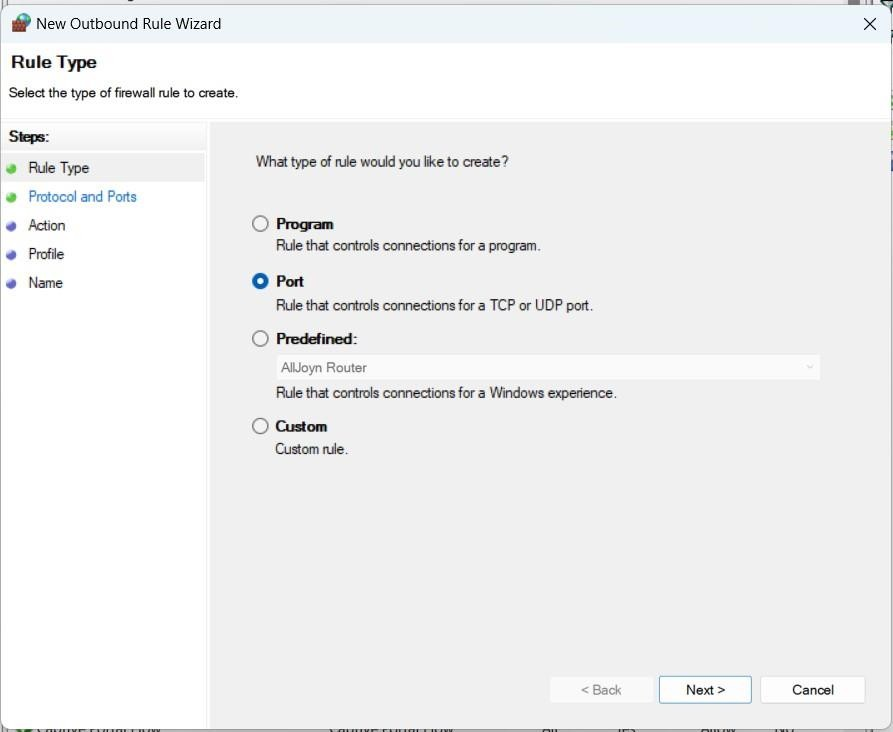 New Outbound Rule Wizard
Rule Type
Select the type of firewall rule to create.
Steps:
Rule Type
Protocol and Ports
Action
Profile
Name
What type of rule would you like to create?
Program
Rule that controls connections for a program.
Port
Rule that controls connections for a TCP or UDP port.
Predefined:
AllJoyn Router
Rule that controls connections for a Windows experience.
Custom
Custom rule.
< Back
Next >
Cancel